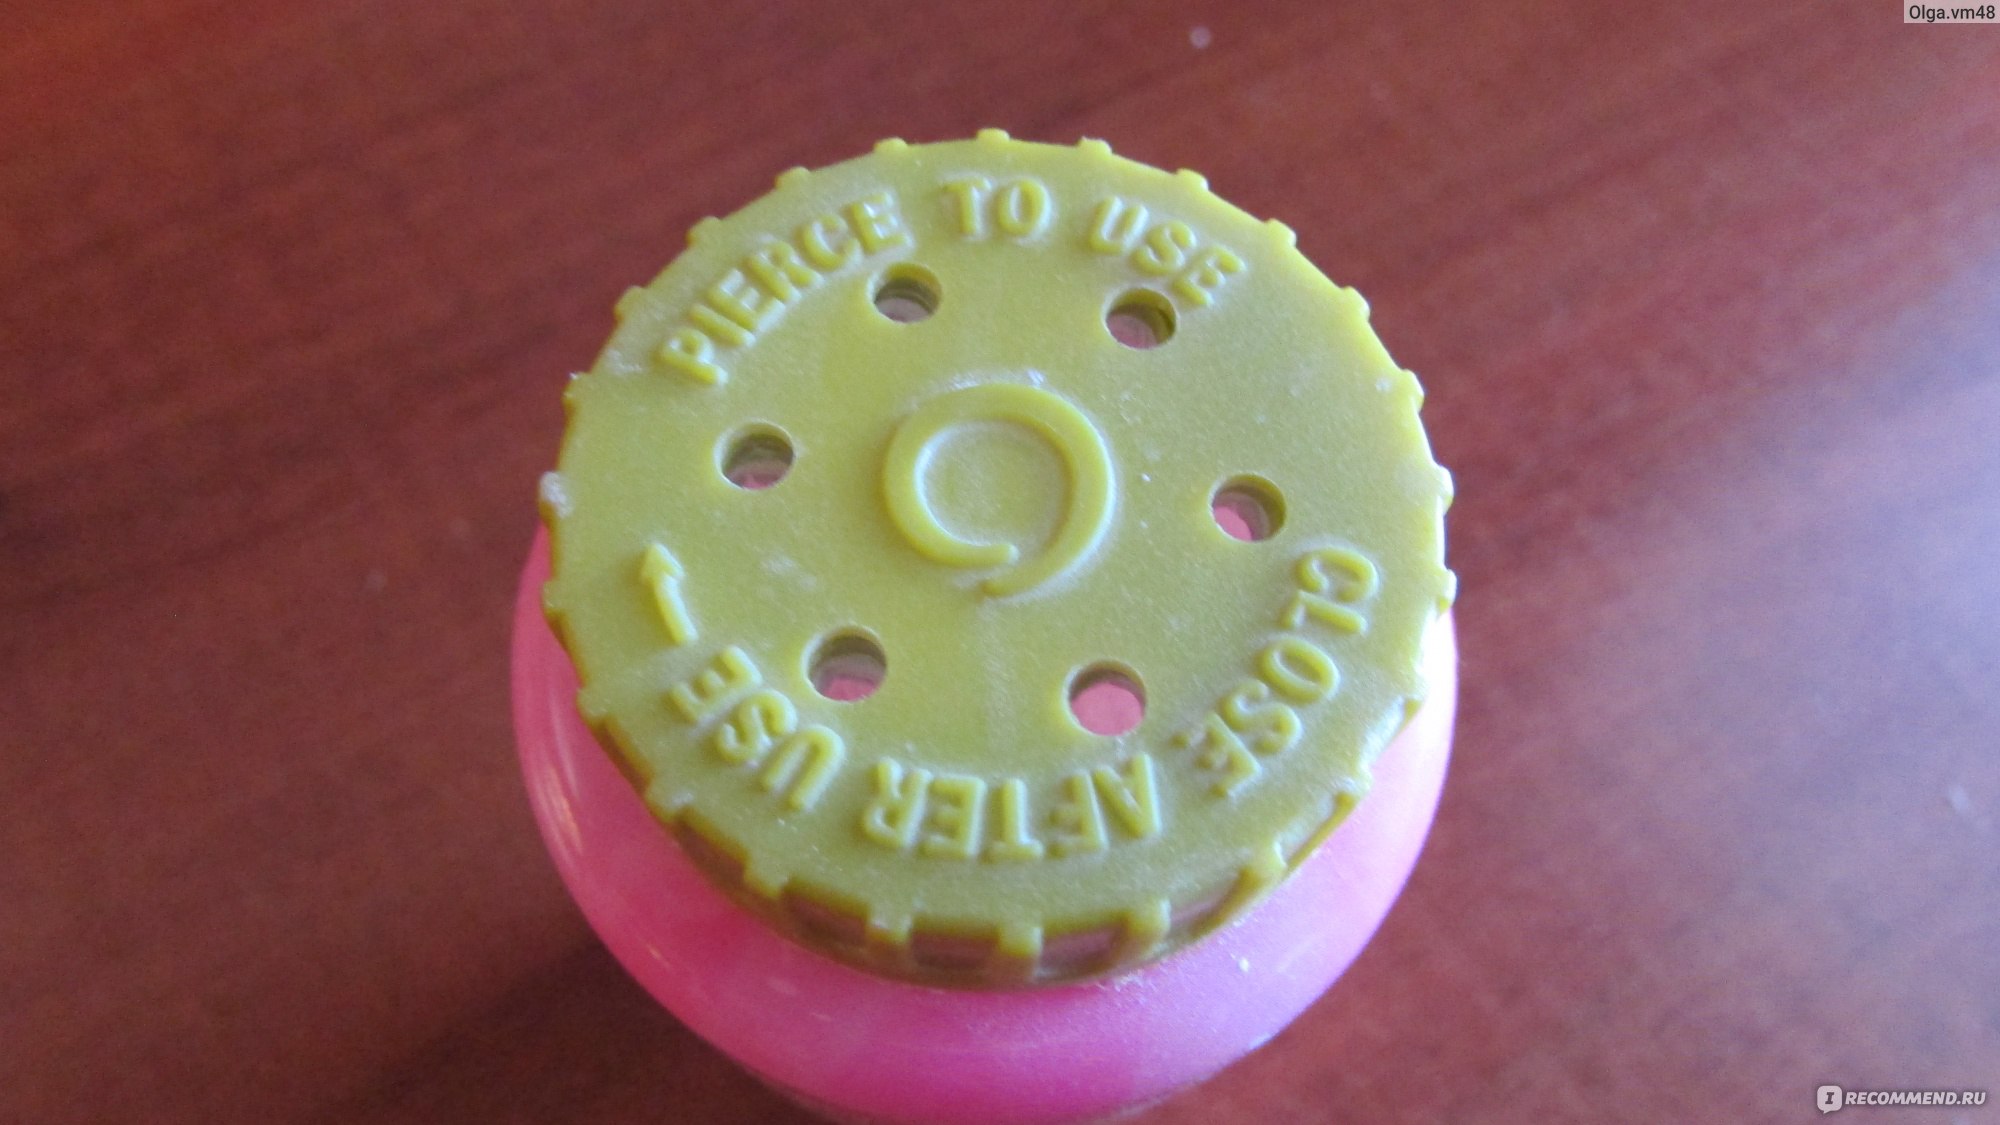 Olga.vm48
PIERCE TO USE
CLOSE AFTER USE
IRECOMMEND.RU